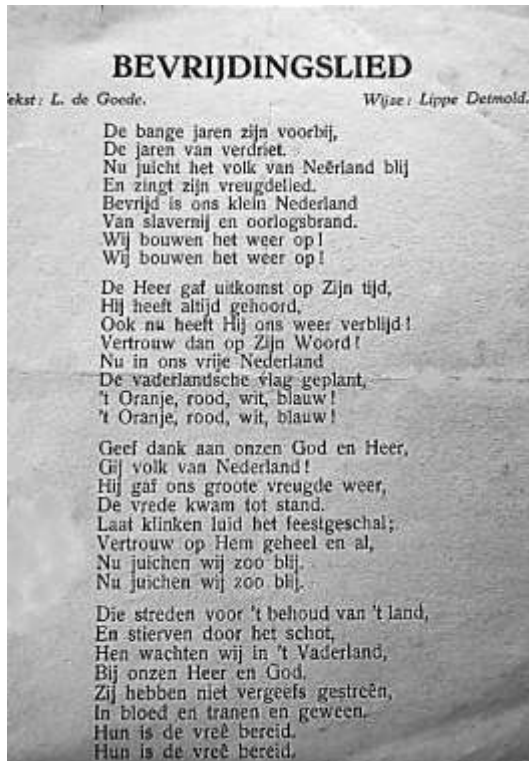 BEVRIJDINGSLIED
Tekst: L. de Goede. Wijze: Lippe Detmold.
De bange jaren zijn voorbij,
De jaren van verdriet.
Nu juicht het volk van Neêrland blij
En zingt zijn vreugdelied.
Bevrijd is ons klein Nederland
Van slavernij en oorlogsbrand.
Wij bouwen het weer op!
Wij bouwen het weer op!
De Heer gaf uitkomst op Zijn tijd,
Hij heeft altijd gehoord,
Ook nu heeft Hij ons weer verblijd!
Vertrouw dan op Zijn Woord!
Nu in ons vrije Nederland
De vaderlandsche vlag geplant,
't Oranje, rood, wit, blauw!
't Oranje, rood, wit, blauw!
Geef dank aan onzen God en Heer,
Gij volk van Nederland!
Hij gaf ons groote vreugde weer,
De vrede kwam tot stand.
Laat klinken luid het feestgeschal;
Vertrouw op Hem geheel en al,
Nu juichen wij zoo blij.
Nu juichen wij zoo blij.
Die streden voor 't behoud van 't land,
En stierven door het schot,
Hen wachten wij in 't Vaderland,
Bij onzen Heer en God.
Zij hebben niet vergeefs gestreên,
In bloed en tranen en geween.
Hun is de vreê bereid.
Hun is de vreê bereid.